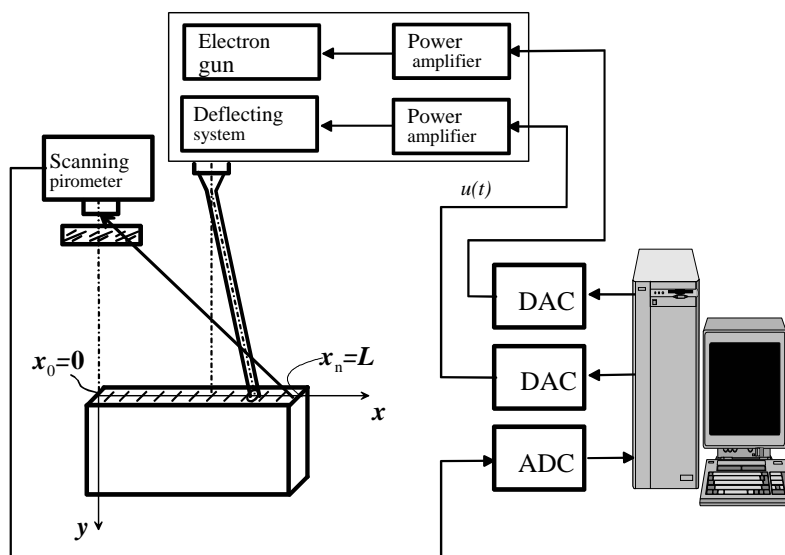 Electron
gun
Power
amplifier
Deflecting
system
Power
amplifier
Scanning
pirometer
u(t)
DAC
x₀=0
xₙ=L
DAC
x
ADC
y